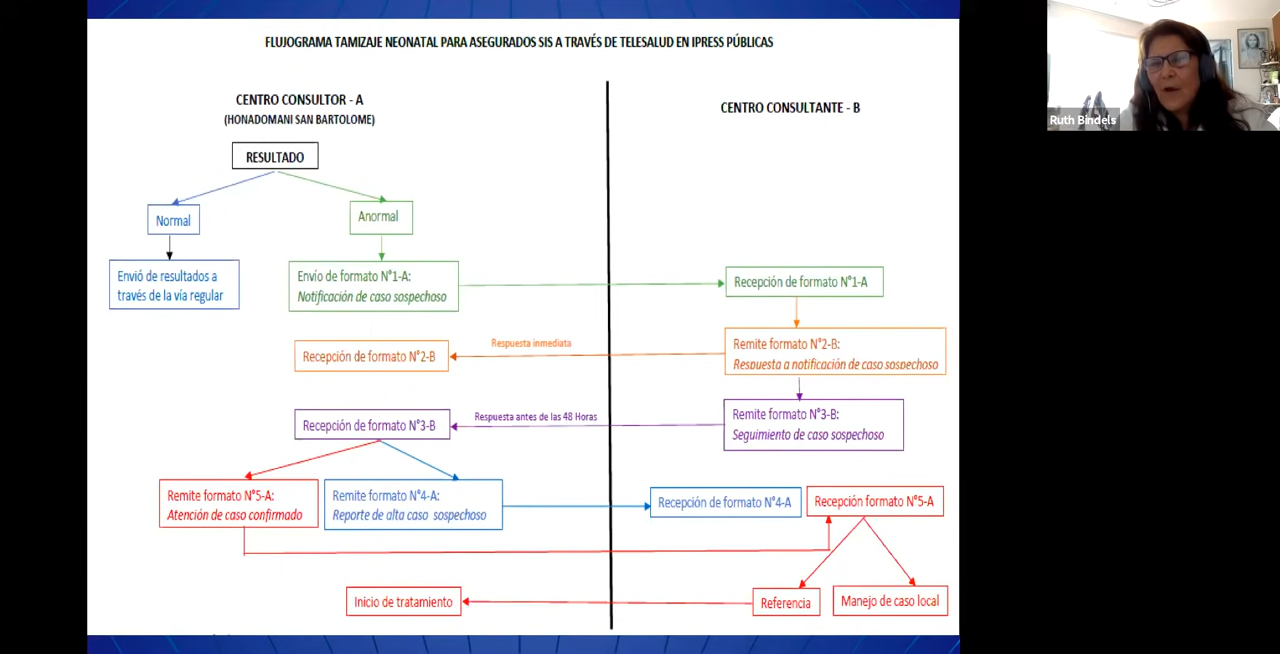 FLUJOGRAMA TAMIZAJE NEONATAL PARA ASEGURADOS SIS A TRAVÉS DE TELESALUD EN IPRESS PÚBLICAS
CENTRO CONSULTOR - A
(HONADOMANI SAN BARTOLOME)
CENTRO CONSULTANTE - B
Ruth Bindels
RESULTADO
Normal
Anormal
Envió de resultados a
través de la vía regular
Envío de formato N°1-A:
Notificación de caso sospechoso
Recepción de formato N°1-A
Recepción de formato N°2-B
Respuesta inmediata
Remite formato N°2-B:
Respuesta a notificación de caso sospechoso
Recepción de formato N°3-B
Respuesta antes de las 48 Horas
Remite formato N°3-B:
Seguimiento de caso sospechoso
Remite formato N°5-A:
Atención de caso confirmado
Remite formato N°4-A:
Reporte de alta caso sospechoso
Recepción de formato N°4-A
Recepción formato N°5-A
Inicio de tratamiento
Referencia
Manejo de caso local